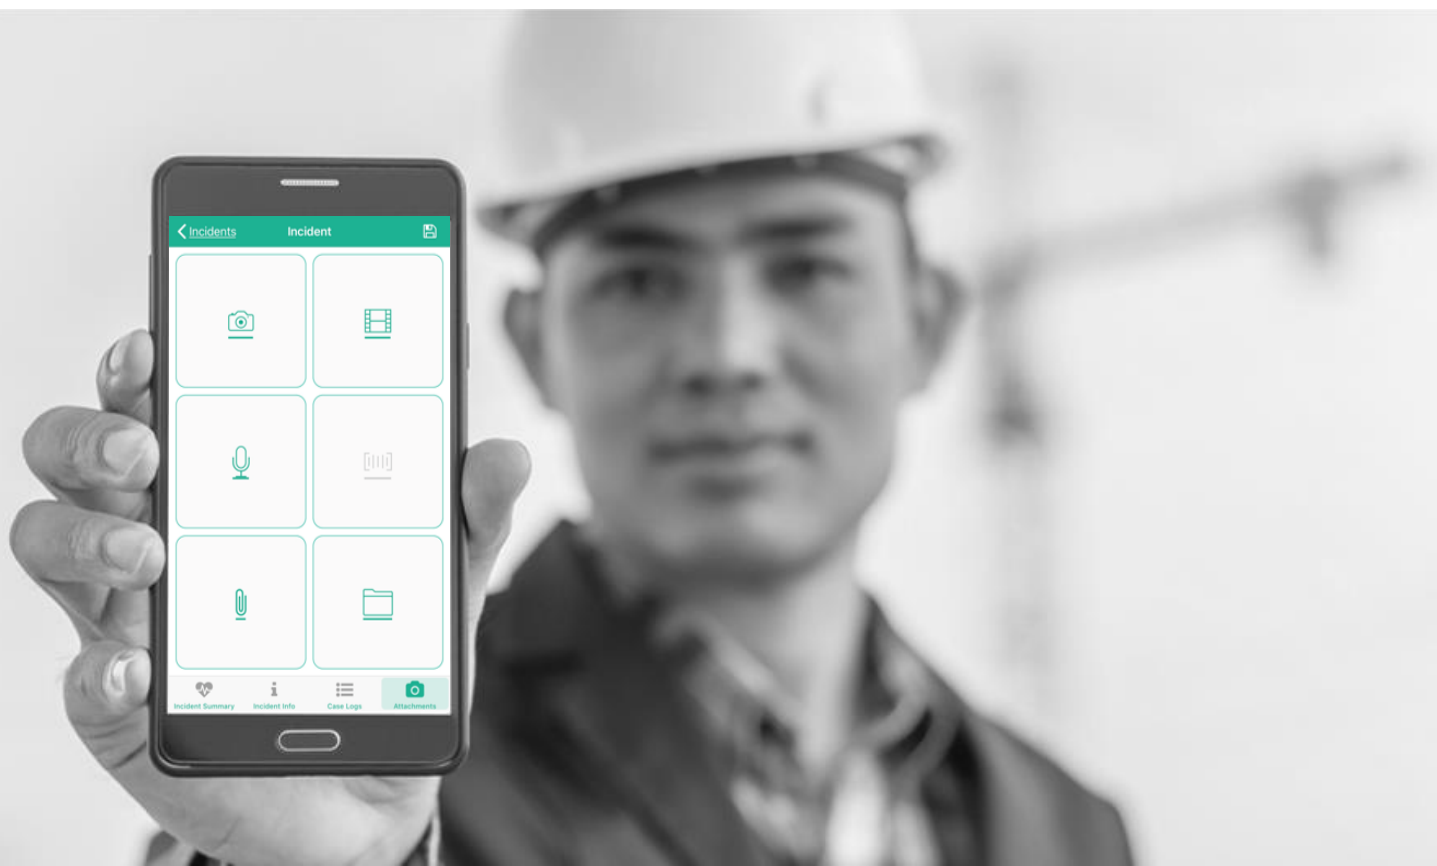 Incidents
Incident
Incident Summary
Incident Info
Case Logs
Attachments